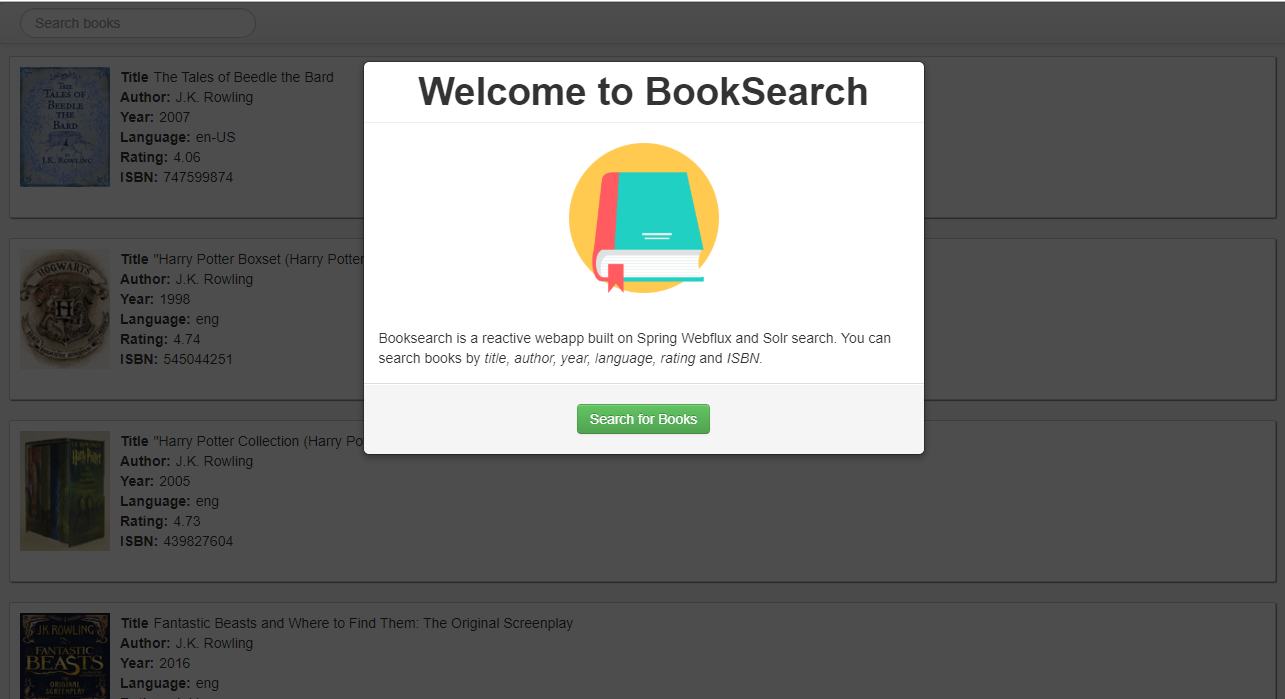 Search books
Welcome to BookSearch
Booksearch is a reactive webapp built on Spring Webflux and Solr search. You can
search books by title, author, year, language, rating and ISBN.
Search for Books
THE
TALES OF
BEEDLE
THE
BARD
J.K. ROWLING
Title The Tales of Beedle the Bard
Author: J.K. Rowling
Year: 2007
Language: en-US
Rating: 4.06
ISBN: 747599874
HOGWARTS
H
Title "Harry Potter Boxset (Harry Potter
Author: J.K. Rowling
Year: 1998
Language: eng
Rating: 4.74
ISBN: 545044251
Harry Potter
Title "Harry Potter Collection (Harry Po
Author: J.K. Rowling
Year: 2005
Language: eng
Rating: 4.73
ISBN: 439827604
J.K. ROWLING
FANTASTIC
BEASTS
ORIGINAL
SCREENPLAY
Title Fantastic Beasts and Where to Find Them: The Original Screenplay
Author: J.K. Rowling
Year: 2016
Language: eng